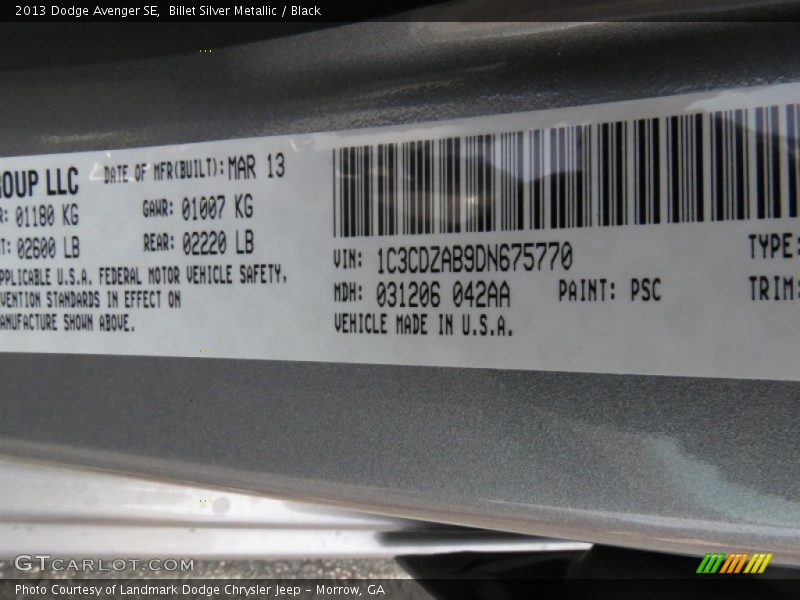 2013 Dodge Avenger SE,  Billet Silver Metallic / Black
OUP LLC
DATE OF MFR(BUILT): MAR 13
R: 01180 KG
GAWR: 01007 KG
T: 02600 LB
REAR: 02220 LB
PPLICABLE U.S.A. FEDERAL MOTOR VEHICLE SAFETY,
VENTION STANDARDS IN EFFECT ON
ANUFACTURE SHOWN ABOVE.
VIN: 1C3CDZAB9DN675770
TYPE:
MDH: 031206 042AA
PAINT: PSC
TRIM:
VEHICLE MADE IN U.S.A.
GTCARLOT.COM
Photo Courtesy of Landmark Dodge Chrysler Jeep - Morrow, GA